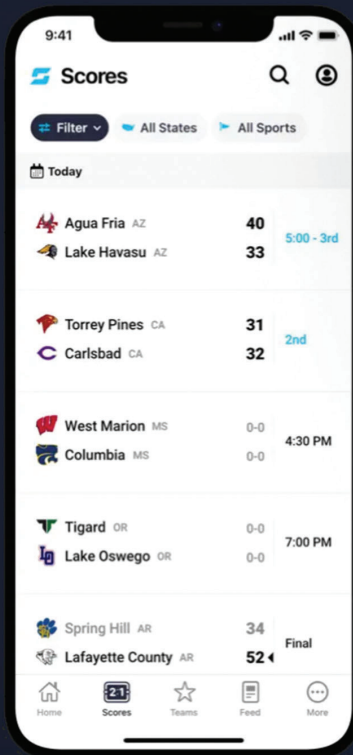 9:41
Scores
Filter All States All Sports
Today
Agua Fria AZ 40
5:00 - 3rd
Lake Havasu AZ 33
Torrey Pines CA 31
2nd
Carlsbad CA 32
West Marion MS 0-0
4:30 PM
Columbia MS 0-0
Tigard OR 0-0
7:00 PM
Lake Oswego OR 0-0
Spring Hill AR 34
Final
Lafayette County AR 52
21
Home Scores Teams Feed More